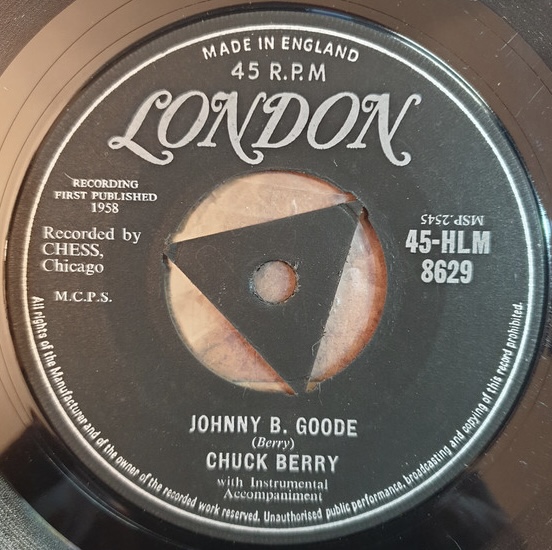 MADE IN ENGLAND
45 R.P.M
LONDON
RECORDING
FIRST PUBLISHED
1958
Recorded by
CHESS,
Chicago
M.C.P.S.
MSP.2545
45-HLM
8629
JOHNNY B. GOODE
(Berry)
CHUCK BERRY
with Instrumental
Accompaniment
All rights of the Manufacturer and of the owner of the recorded work reserved. Unauthorised public performance, broadcasting and copying of this record prohibited.